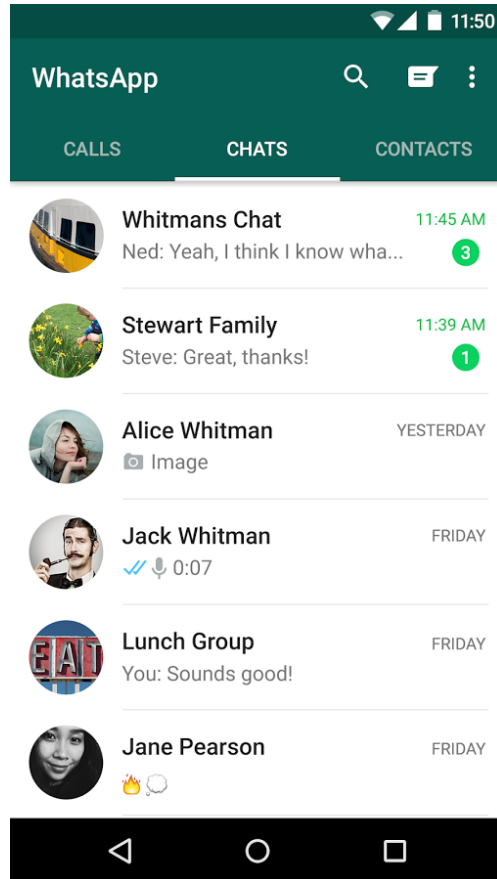 11:50
WhatsApp
CALLS CHATS CONTACTS
Whitmans Chat 11:45 AM
Ned: Yeah, I think I know wha... 3
Stewart Family 11:39 AM
Steve: Great, thanks! 1
Alice Whitman YESTERDAY
Image
Jack Whitman FRIDAY
0:07
EAT
Lunch Group FRIDAY
You: Sounds good!
Jane Pearson FRIDAY
🔥💭